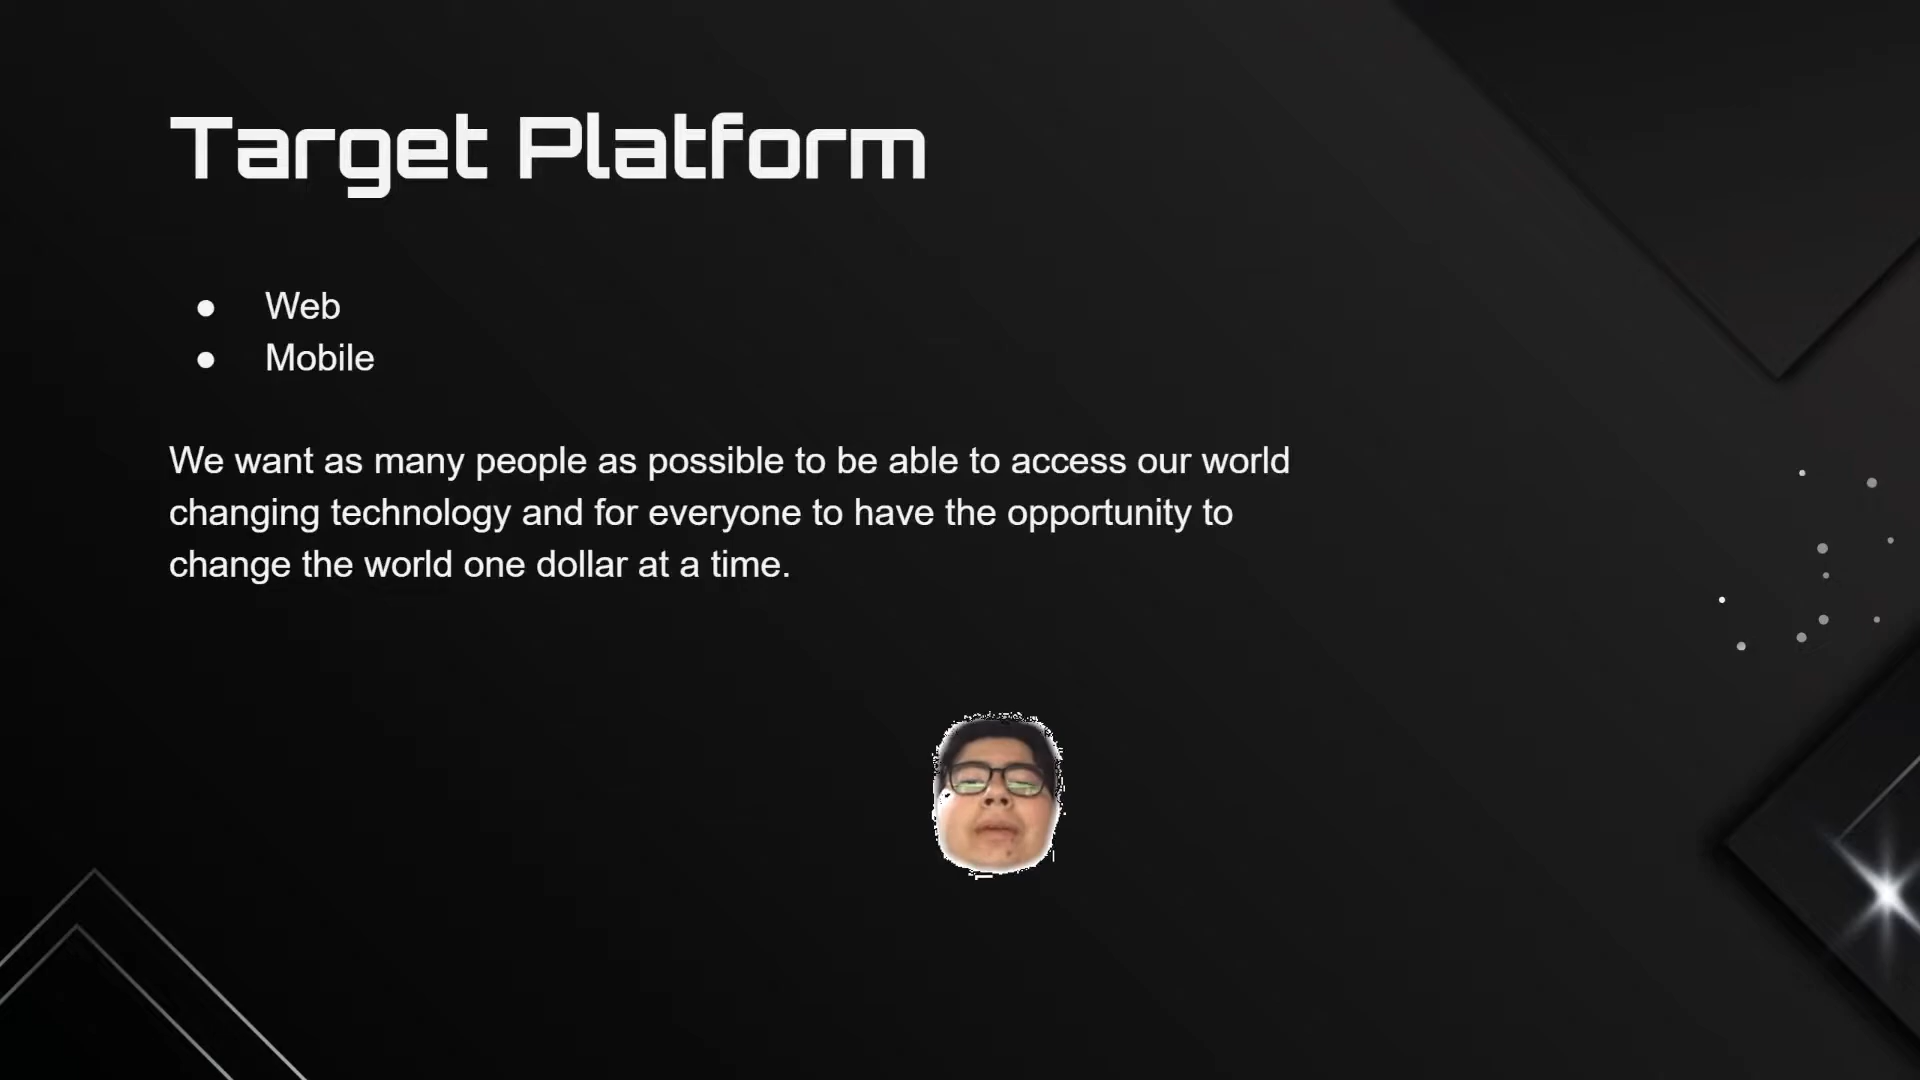 Target Platform
● Web
● Mobile
We want as many people as possible to be able to access our world
changing technology and for everyone to have the opportunity to
change the world one dollar at a time.